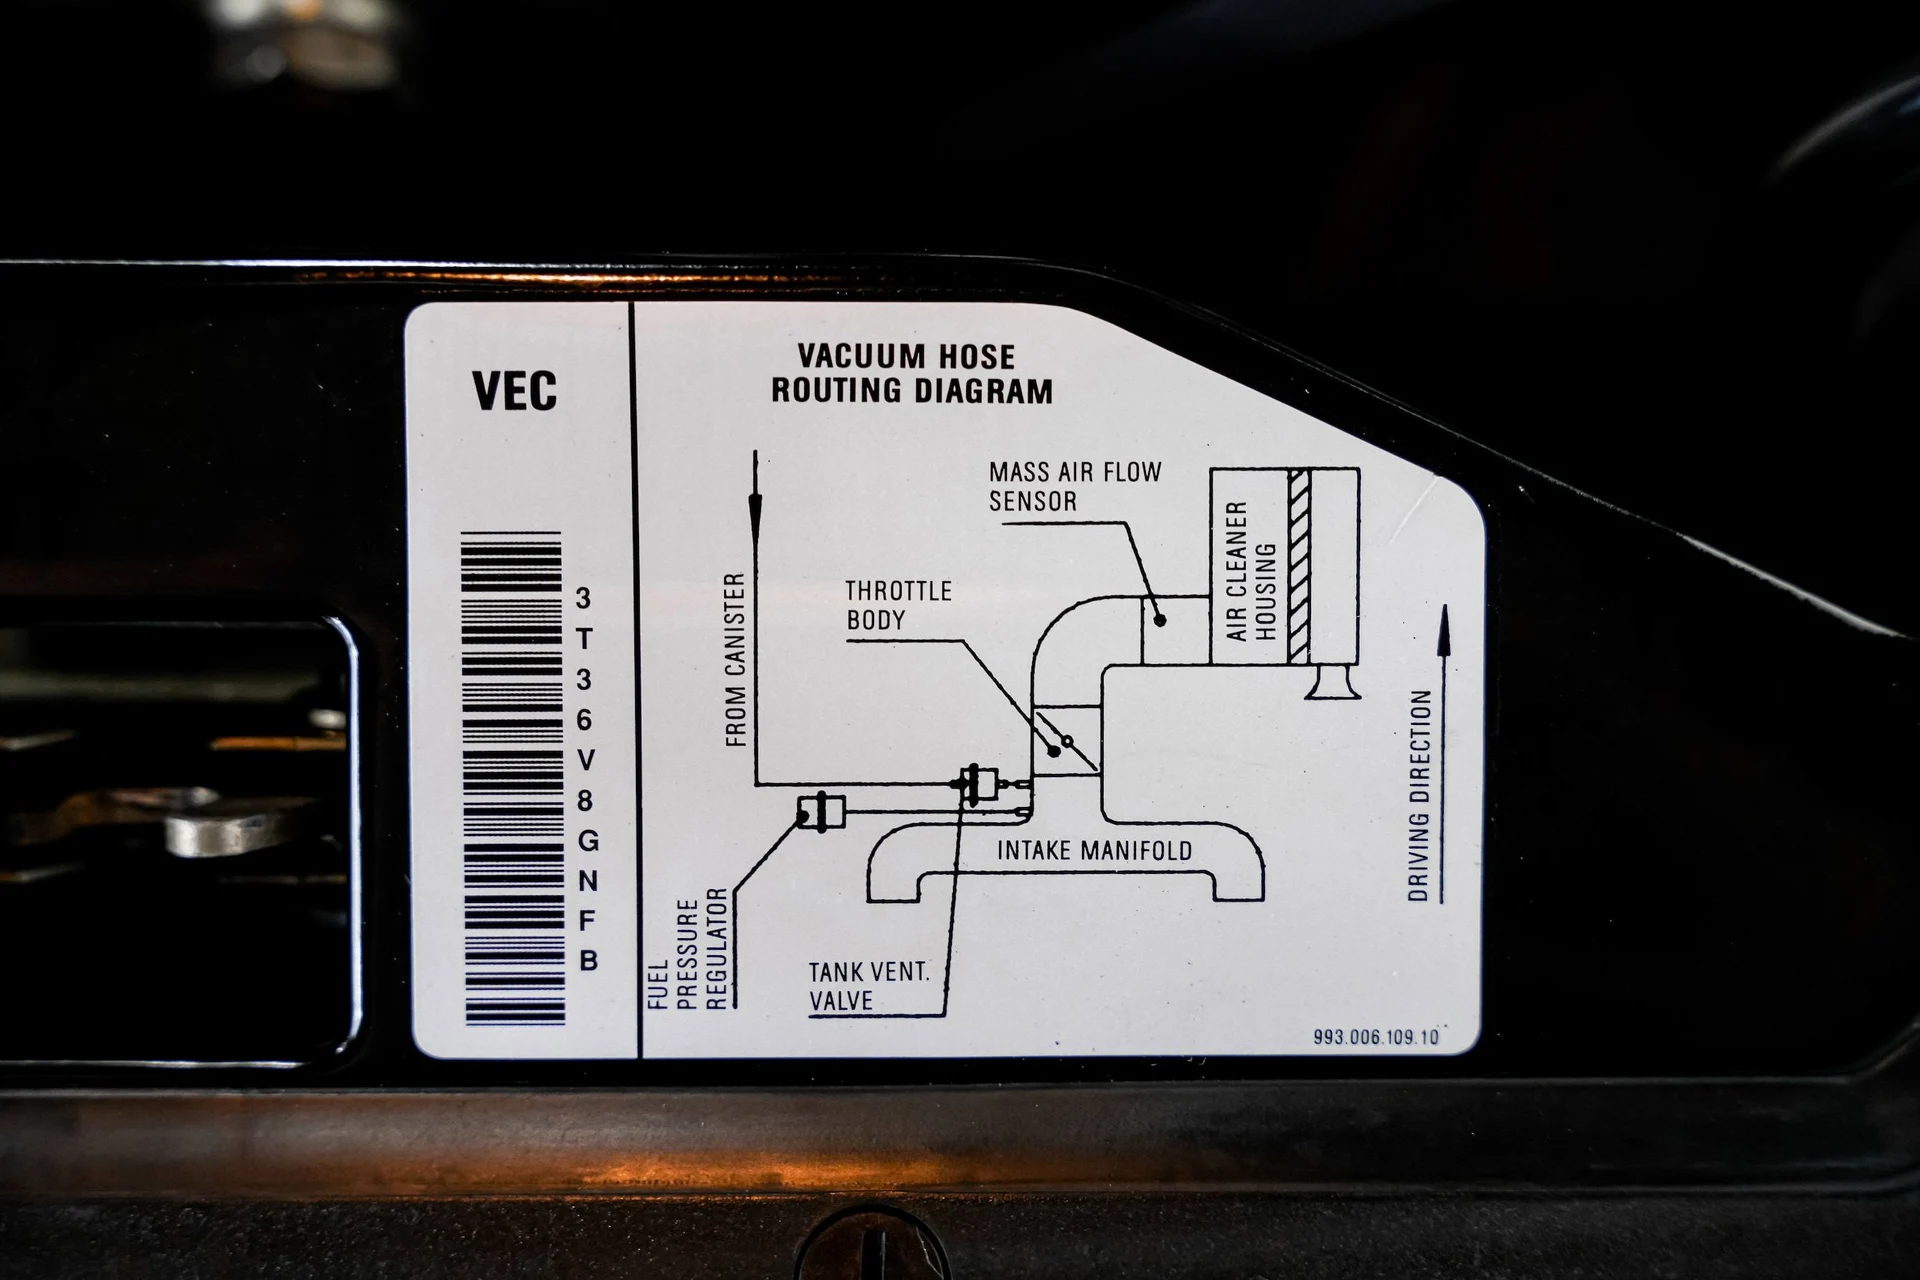 VEC
3
T
3
6
V
8
G
N
F
B
VACUUM HOSE
ROUTING DIAGRAM
MASS AIR FLOW
SENSOR
AIR CLEANER
HOUSING
THROTTLE
BODY
FROM CANISTER
INTAKE MANIFOLD
DRIVING DIRECTION
FUEL
PRESSURE
REGULATOR
TANK VENT.
VALVE
993.006.109.10